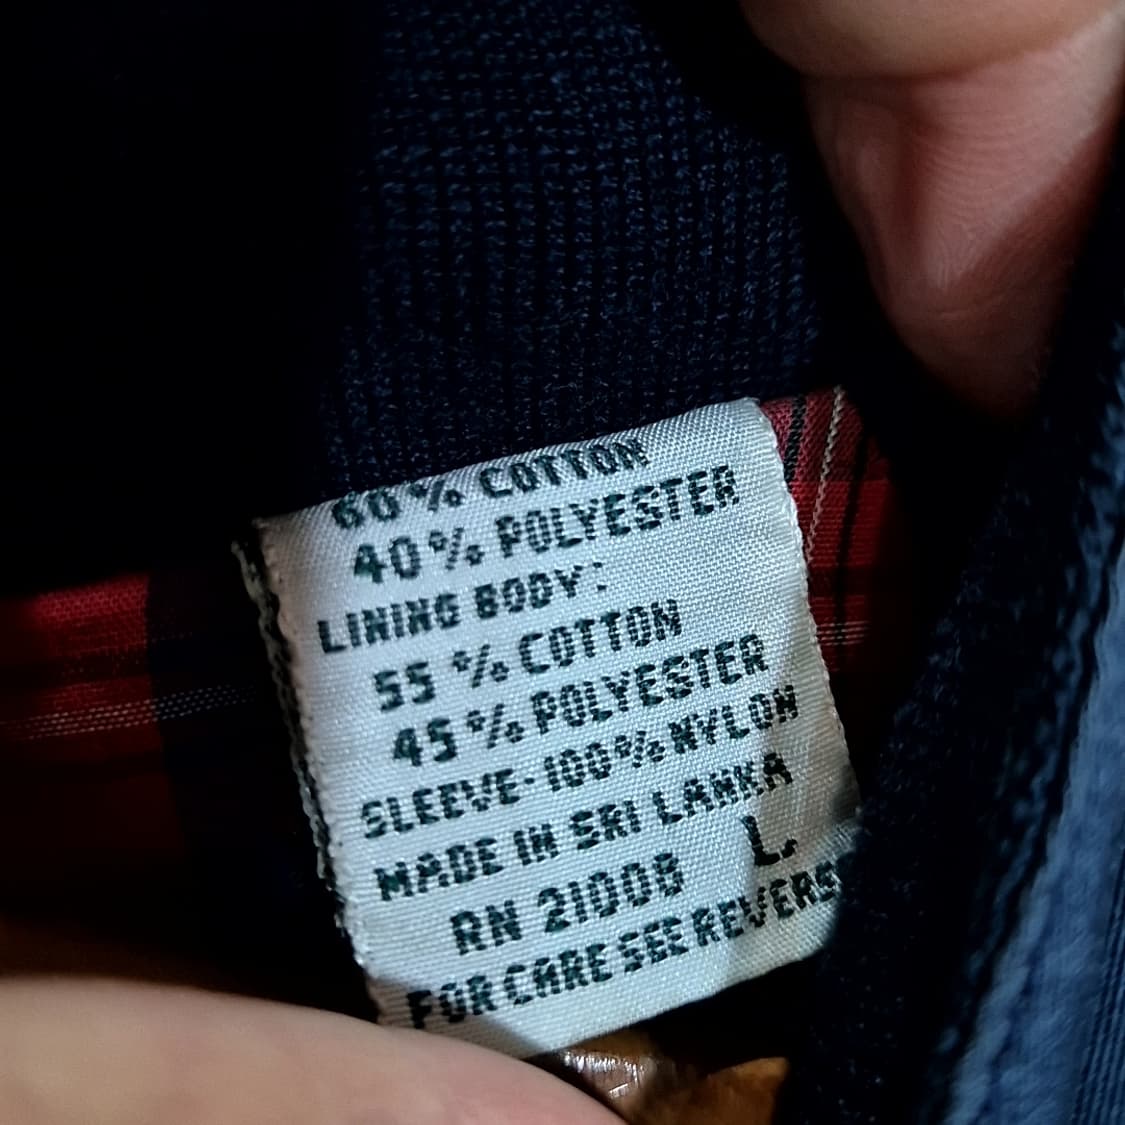 60% COTTON
40% POLYESTER
LINING BODY:
55% COTTON
45% POLYESTER
SLEEVE-100% NYLON
MADE IN SRI LANKA
L.
RN 21008
FOR CARE SEE REVERS